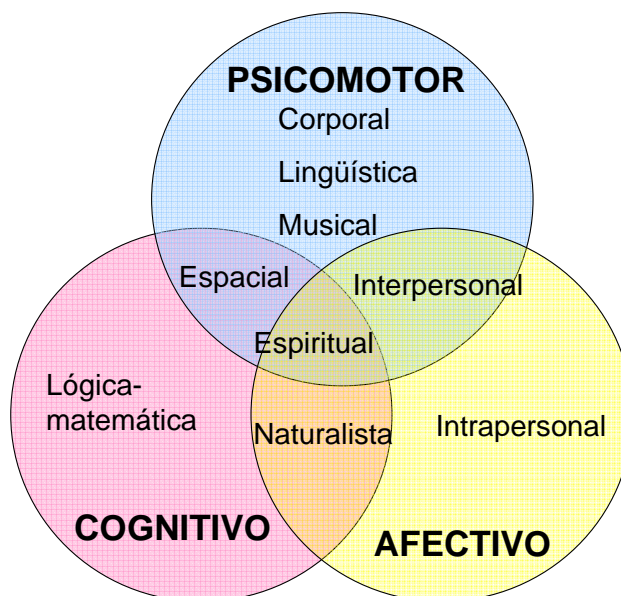 PSICOMOTOR
Corporal
Lingüística
Musical
Espacial
Interpersonal
Espiritual
Lógica-
matemática
Naturalista
Intrapersonal
COGNITIVO
AFECTIVO